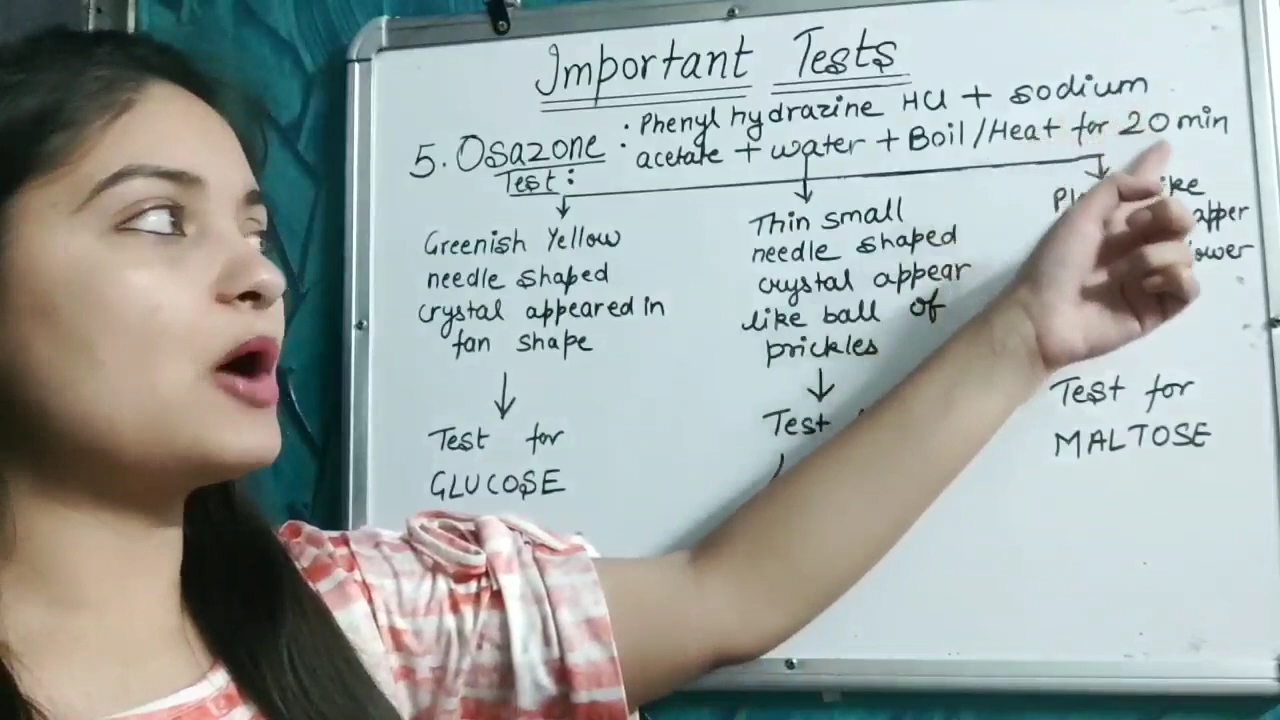 Important Tests
5. Osazone Test:
: Phenyl hydrazine HCl + sodium
acetate + water + Boil/Heat for 20 min
Greenish Yellow
needle shaped
crystal appeared in
fan shape
Test for
GLUCOSE
Thin small
needle shaped
crystal appear
like ball of
prickles
Test
Test for
MALTOSE